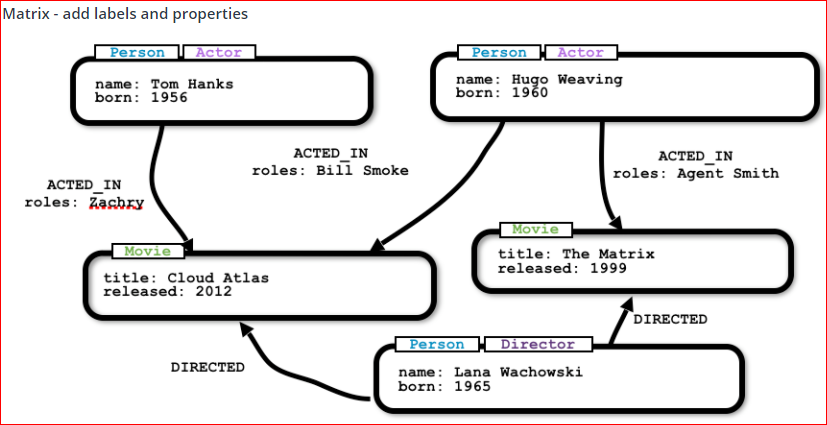 Matrix - add labels and properties
Person Actor
name: Tom Hanks
born: 1956
Person Actor
name: Hugo Weaving
born: 1960
ACTED_IN
roles: Zachry
ACTED_IN
roles: Bill Smoke
ACTED_IN
roles: Agent Smith
Movie
title: Cloud Atlas
released: 2012
Movie
title: The Matrix
released: 1999
DIRECTED
DIRECTED
Person Director
name: Lana Wachowski
born: 1965